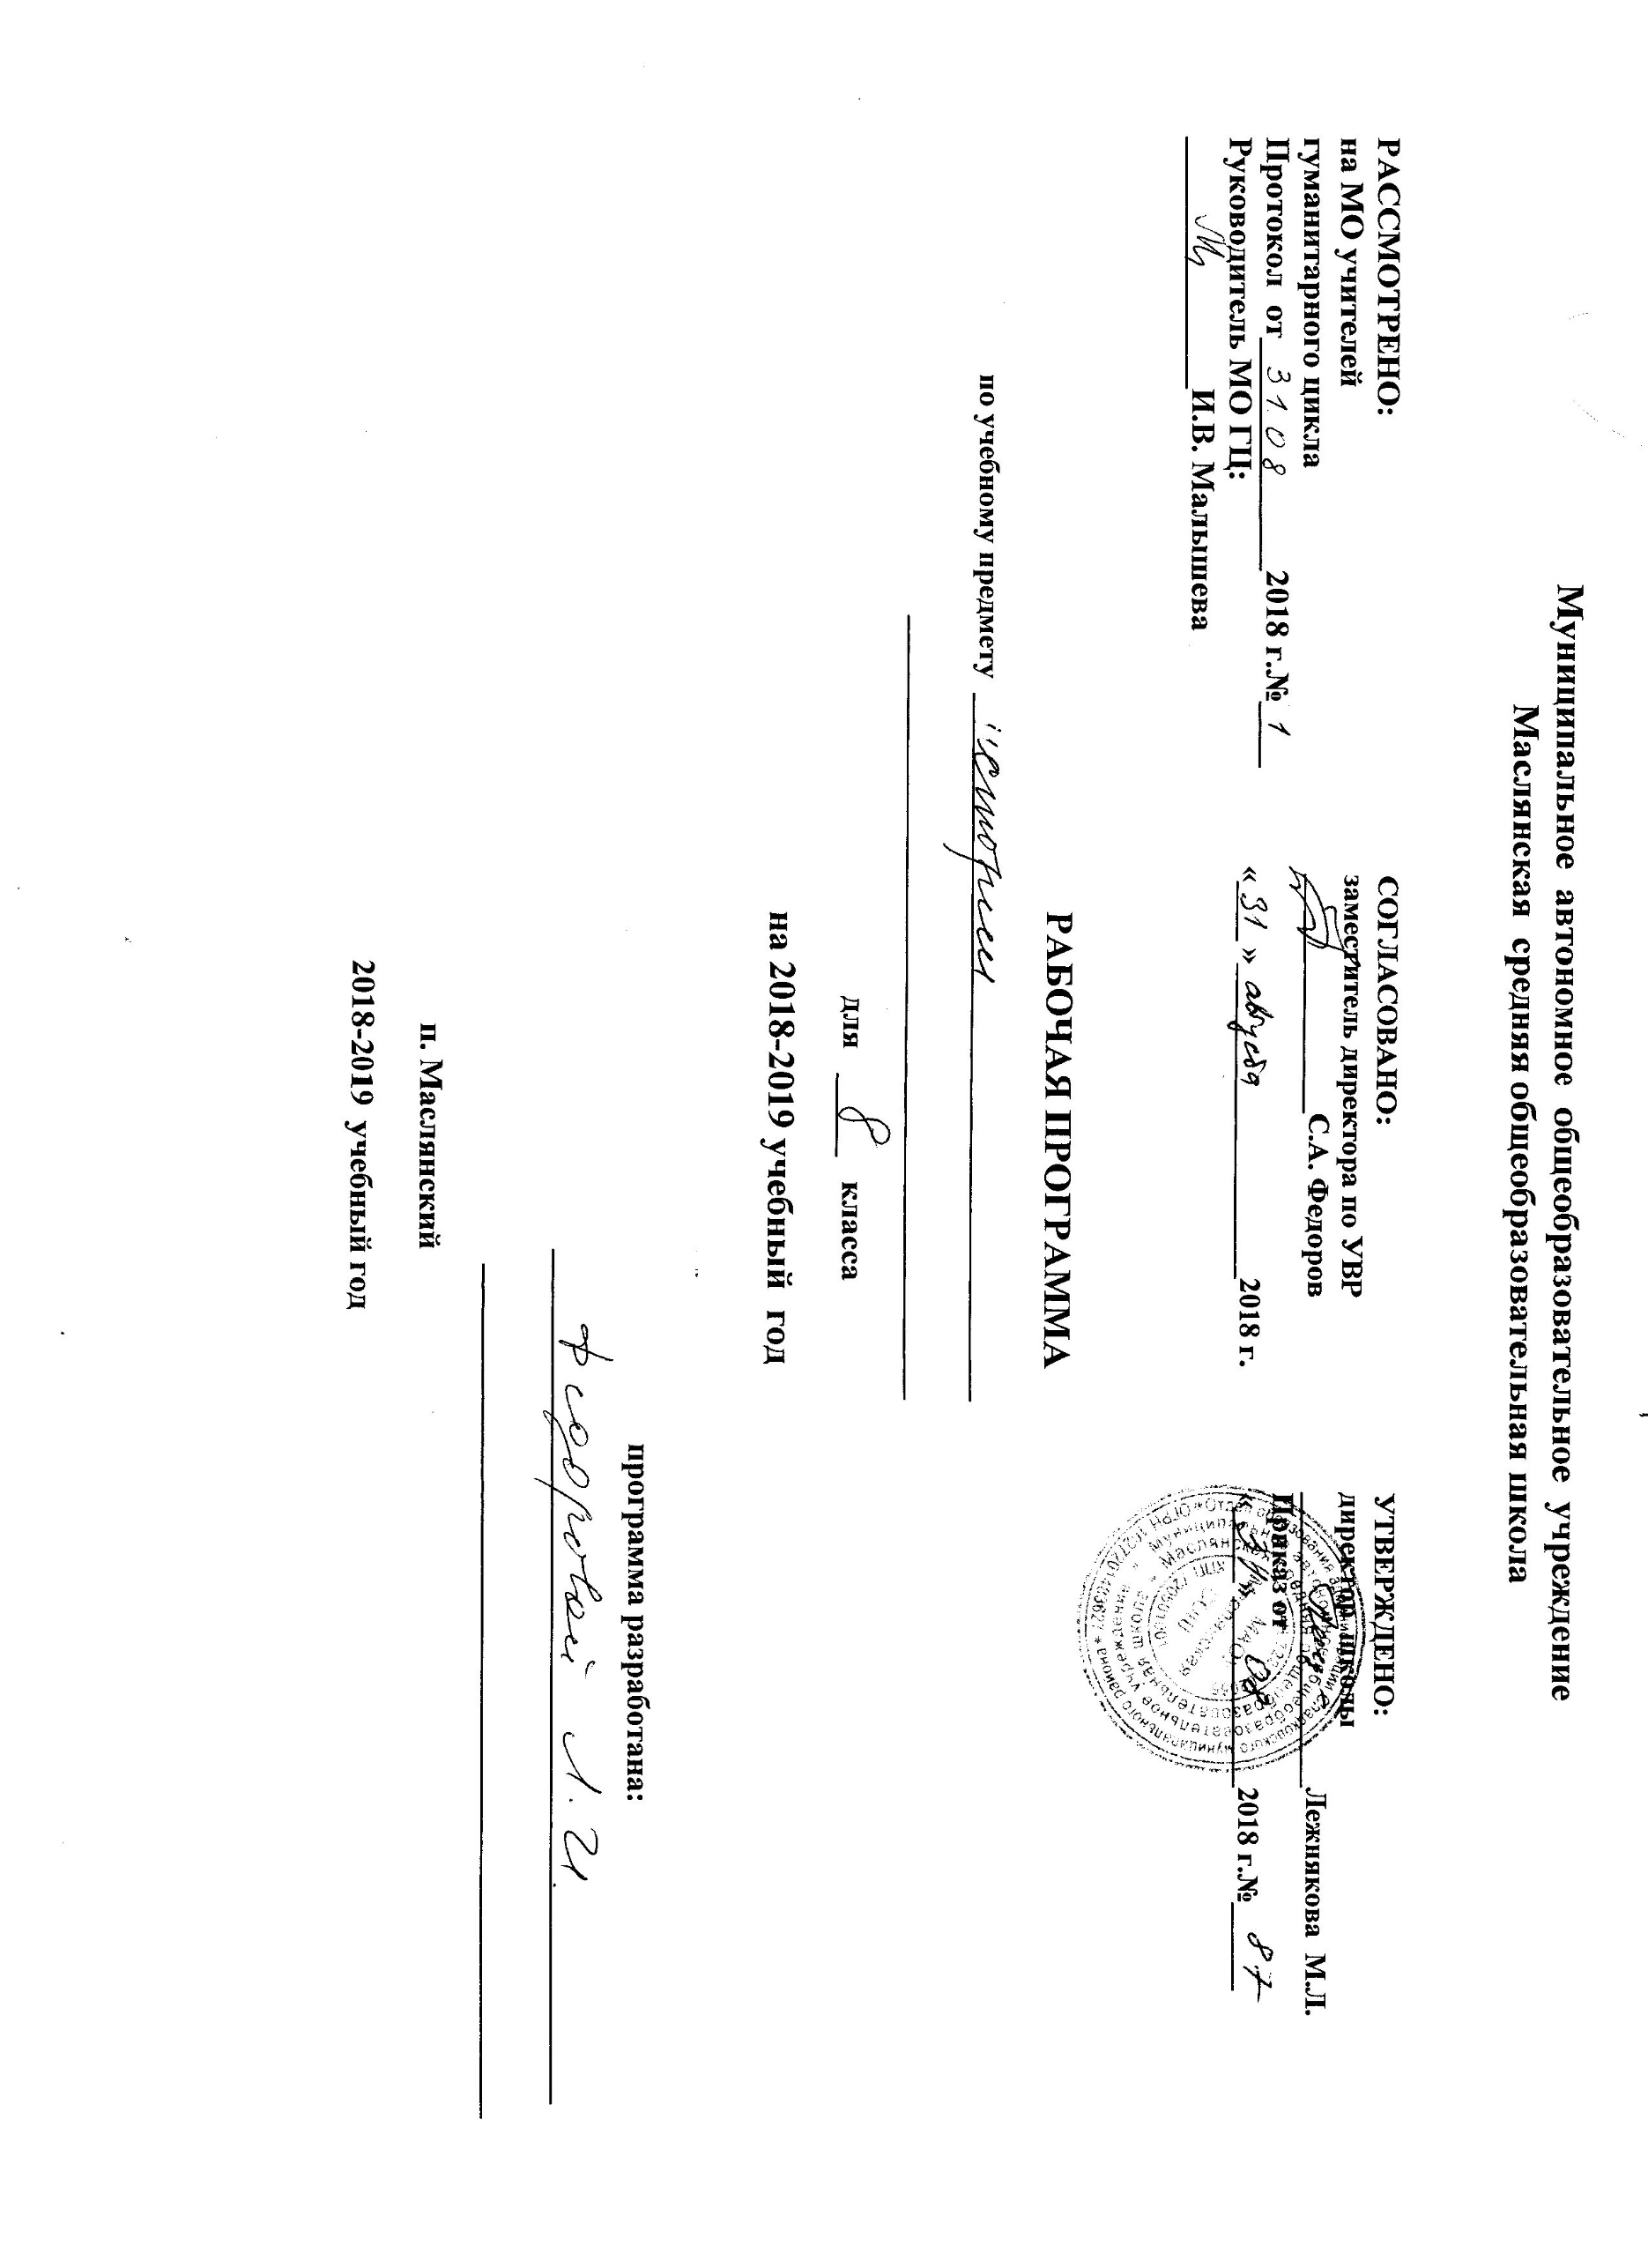 Муниципальное автономное общеобразовательное учреждение
Маслянская средняя общеобразовательная школа
РАССМОТРЕНО:
на МО учителей
гуманитарного цикла
Протокол от 31.08 2018 г.№ 1
Руководитель МО ГЦ:
И.В. Малышева
СОГЛАСОВАНО:
заместитель директора по УВР
С.А. Федоров
« 31 » августа 2018 г.
УТВЕРЖДЕНО:
директор школы
Лежнякова М.Л.
Приказ от
« 31 » 08 2018 г.№ 87
РАБОЧАЯ ПРОГРАММА
по учебному предмету истории
для 8 класса
на 2018-2019 учебный год
программа разработана:
Федоровой Л.И.
п. Маслянский
2018-2019 учебный год